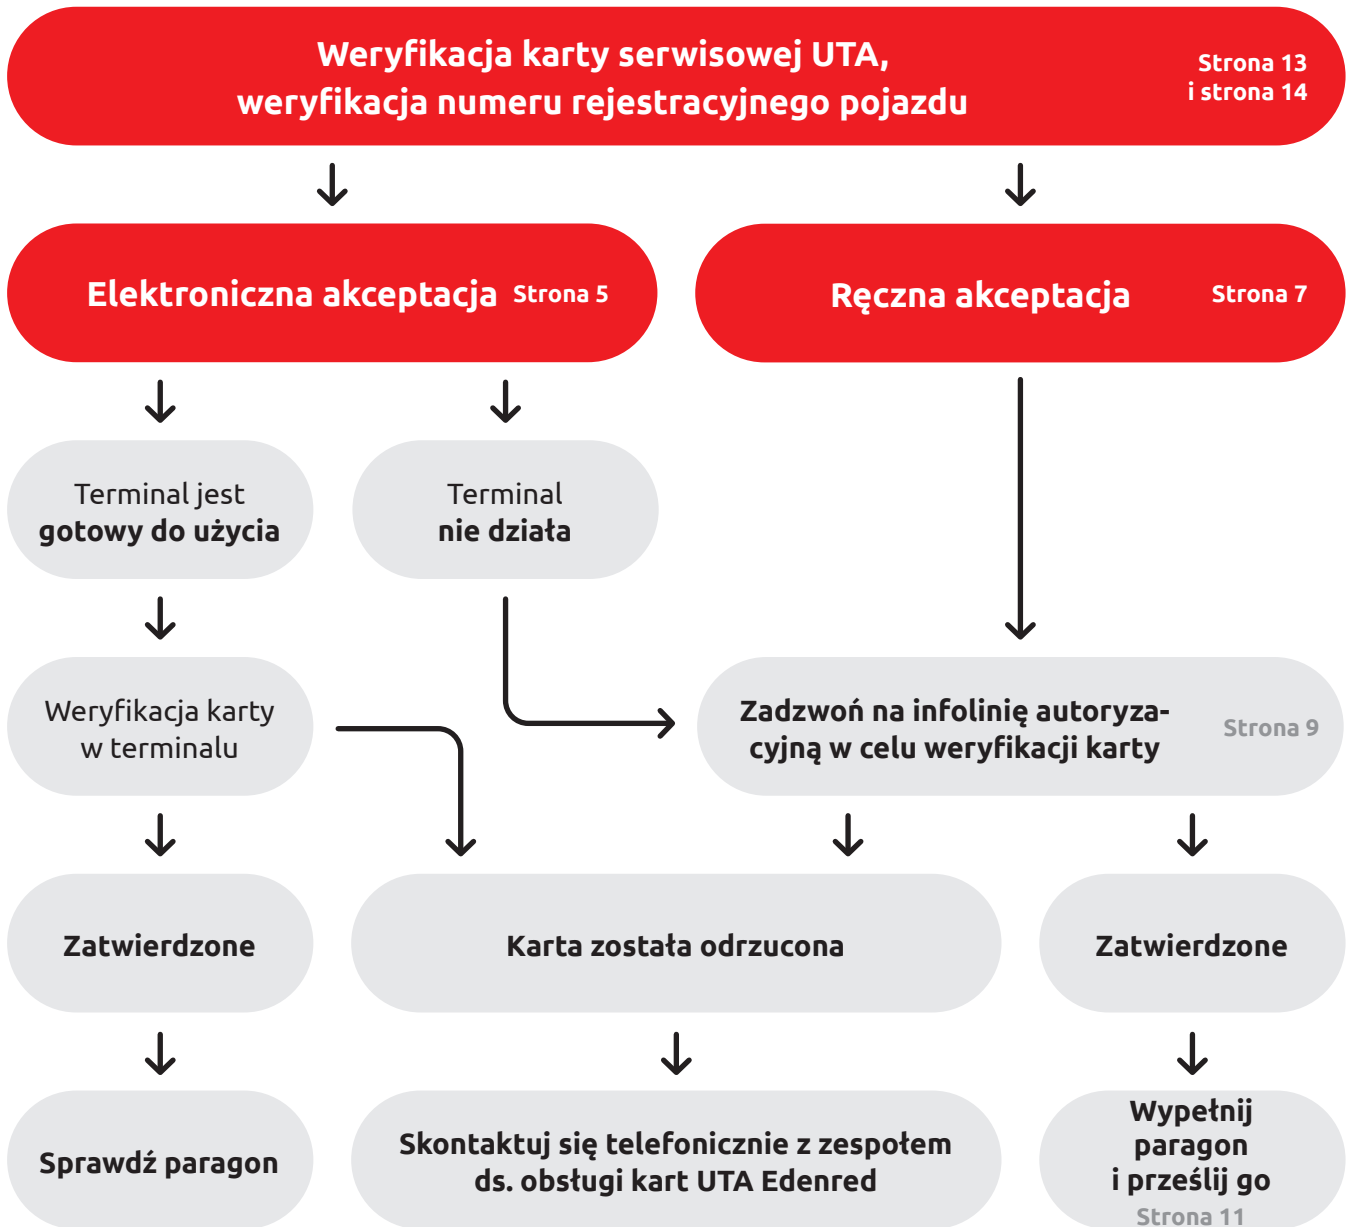 Weryfikacja karty serwisowej UTA,
weryfikacja numeru rejestracyjnego pojazdu
Strona 13
i strona 14
Elektroniczna akceptacja Strona 5
Ręczna akceptacja Strona 7
Terminal jest
gotowy do użycia
Terminal
nie działa
Weryfikacja karty
w terminalu
Zadzwoń na infolinię autoryza-
cyjną w celu weryfikacji karty
Strona 9
Zatwierdzone
Karta została odrzucona
Zatwierdzone
Sprawdź paragon
Skontaktuj się telefonicznie z zespołem
ds. obsługi kart UTA Edenred
Wypełnij
paragon
i prześlij go
Strona 11